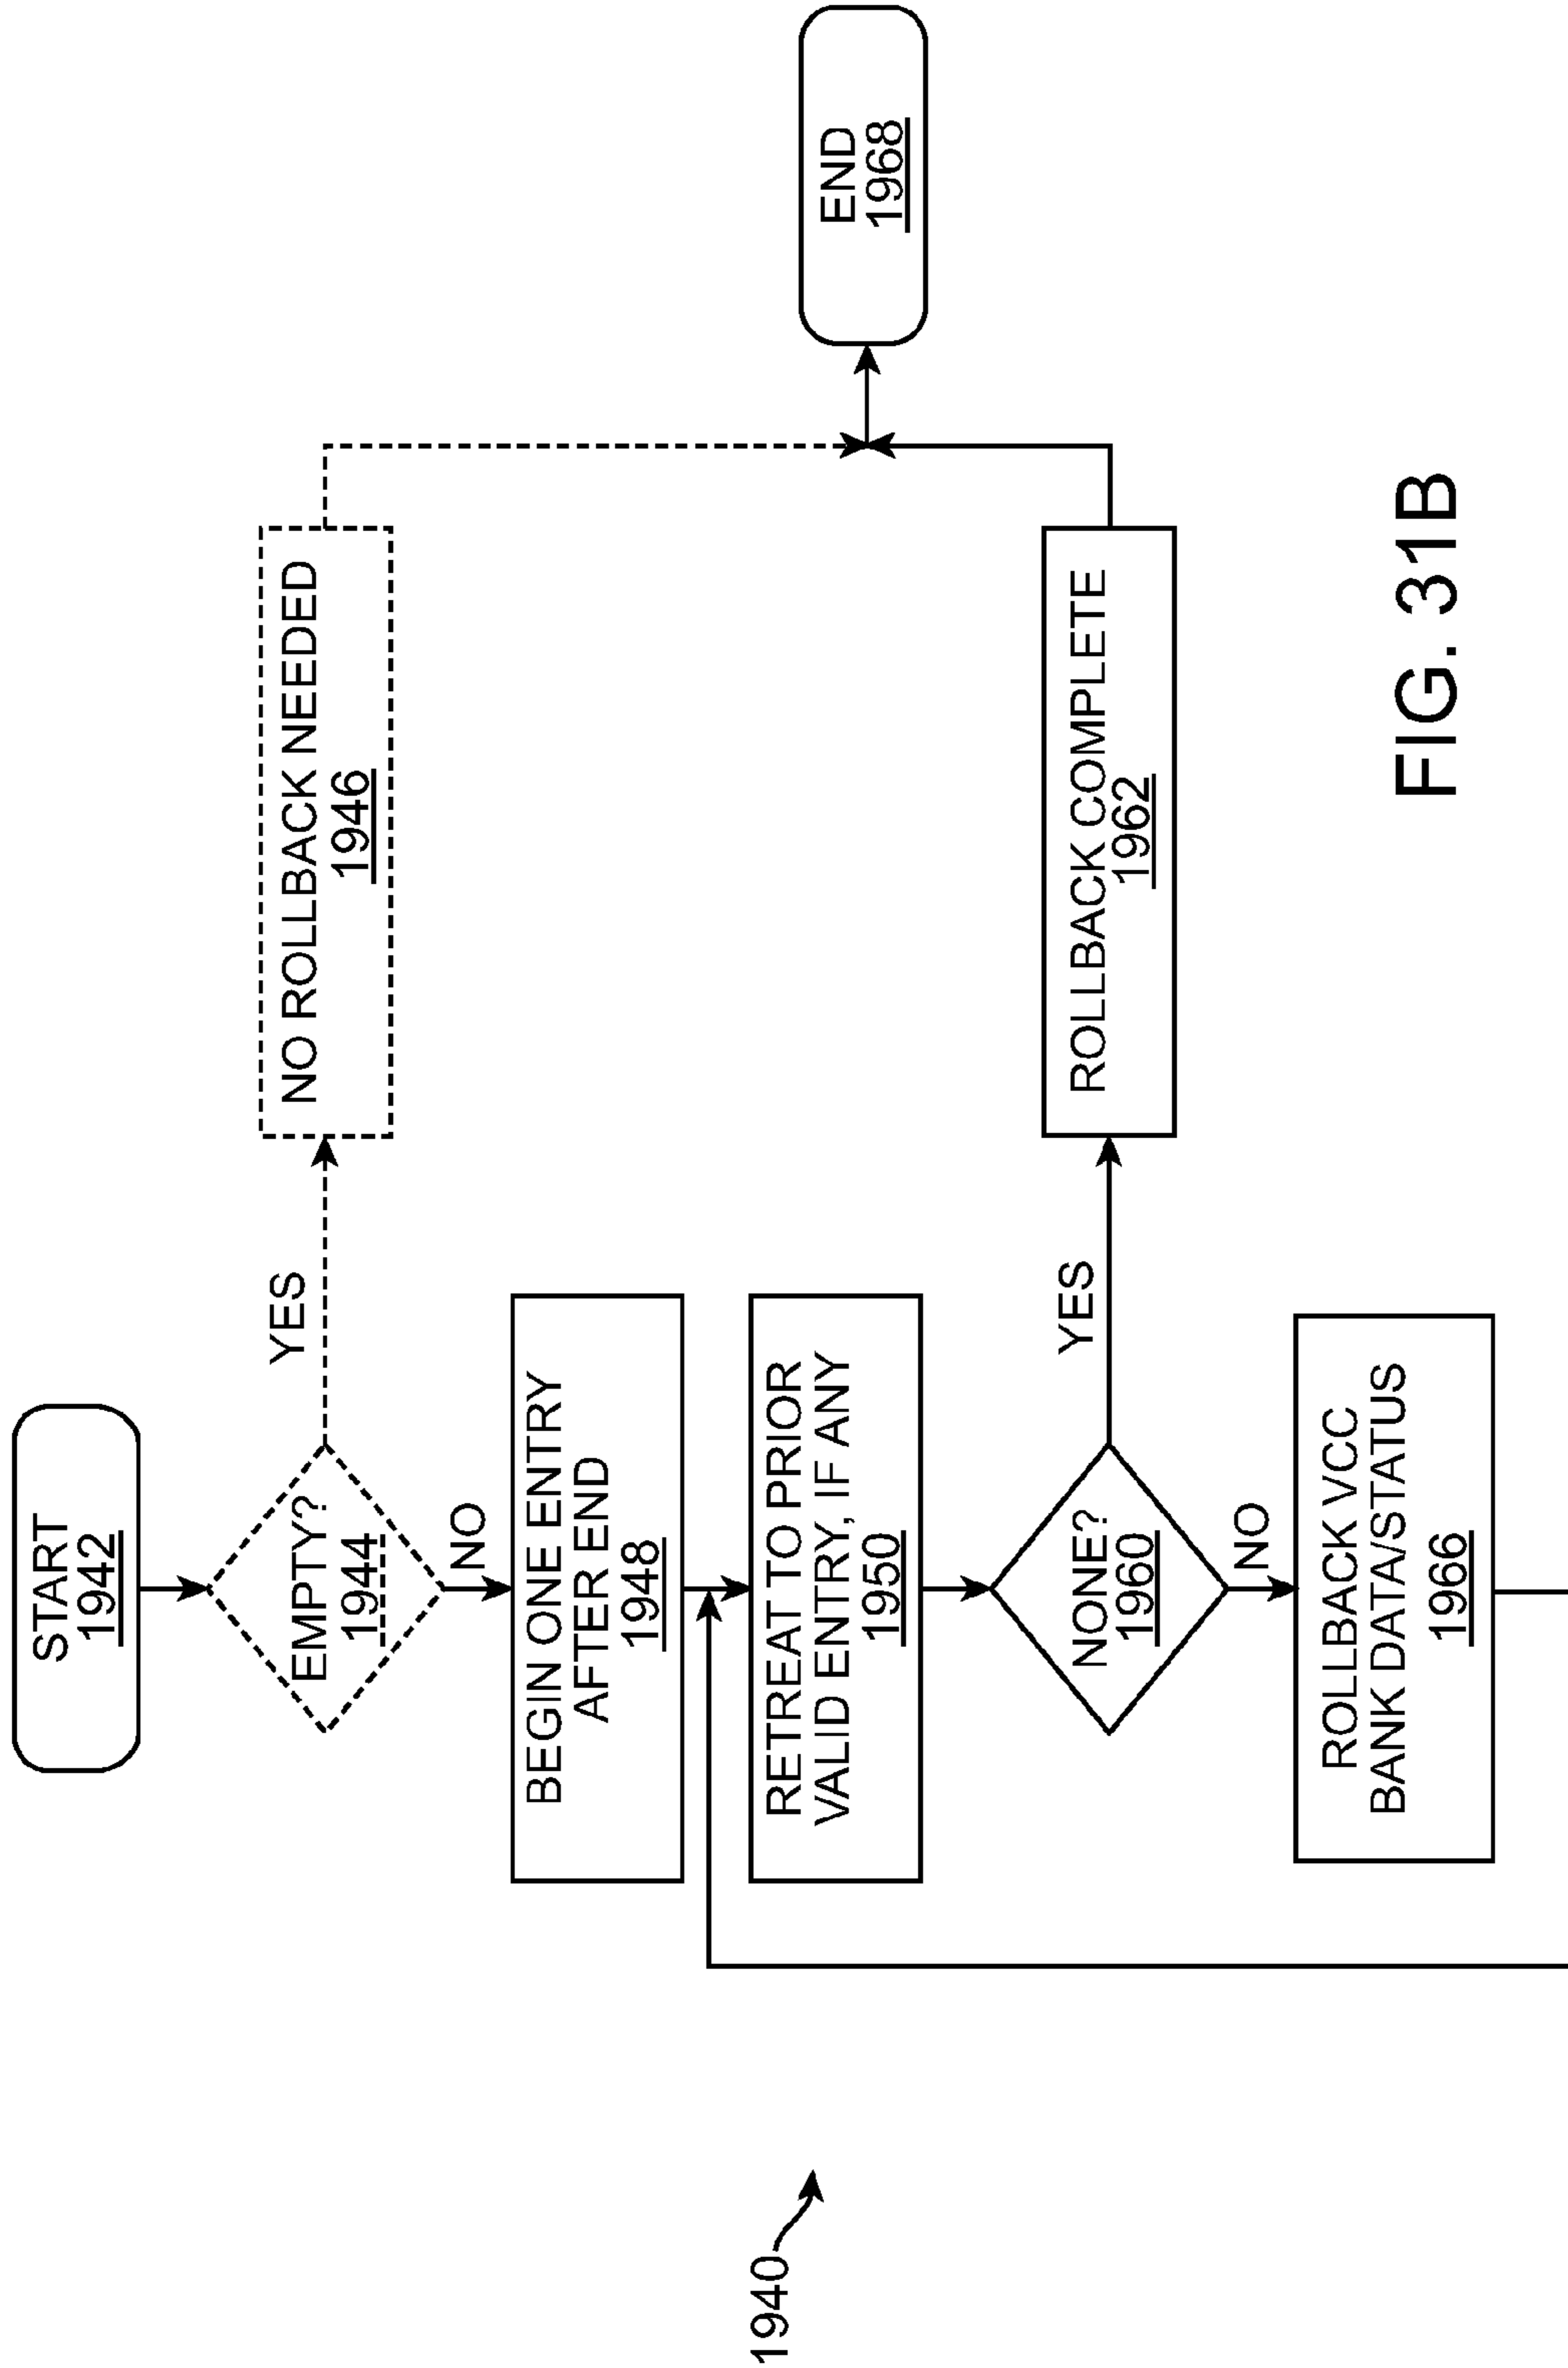 1940
START
1942
EMPTY?
1944
YES
NO ROLLBACK NEEDED
1946
NO
BEGIN ONE ENTRY
AFTER END
1948
RETREAT TO PRIOR
VALID ENTRY, IF ANY
1950
NONE?
1960
YES
ROLLBACK COMPLETE
1962
NO
ROLLBACK VCC
BANK DATA/STATUS
1966
END
1968
FIG. 31B